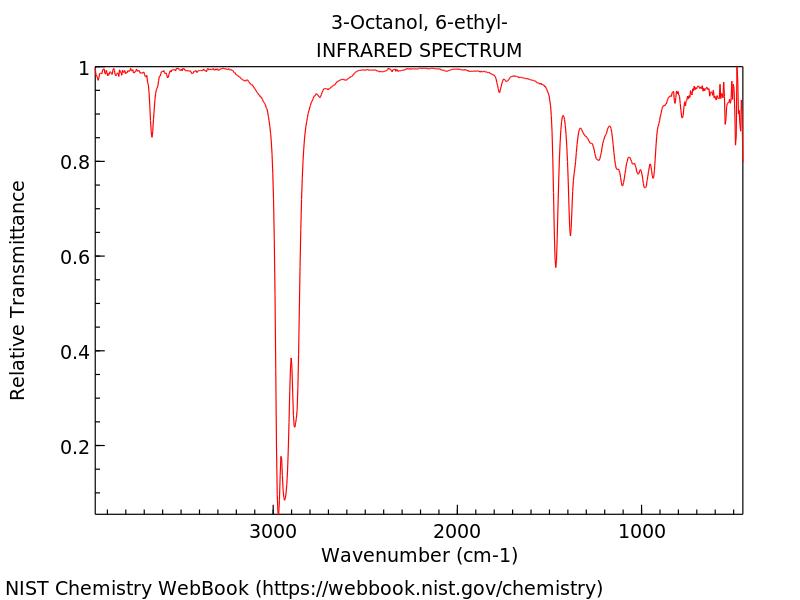 3-Octanol, 6-ethyl-
INFRARED SPECTRUM
1
0.8
0.6
0.4
0.2
Relative Transmittance
3000 2000 1000
Wavenumber (cm-1)
NIST Chemistry WebBook (https://webbook.nist.gov/chemistry)